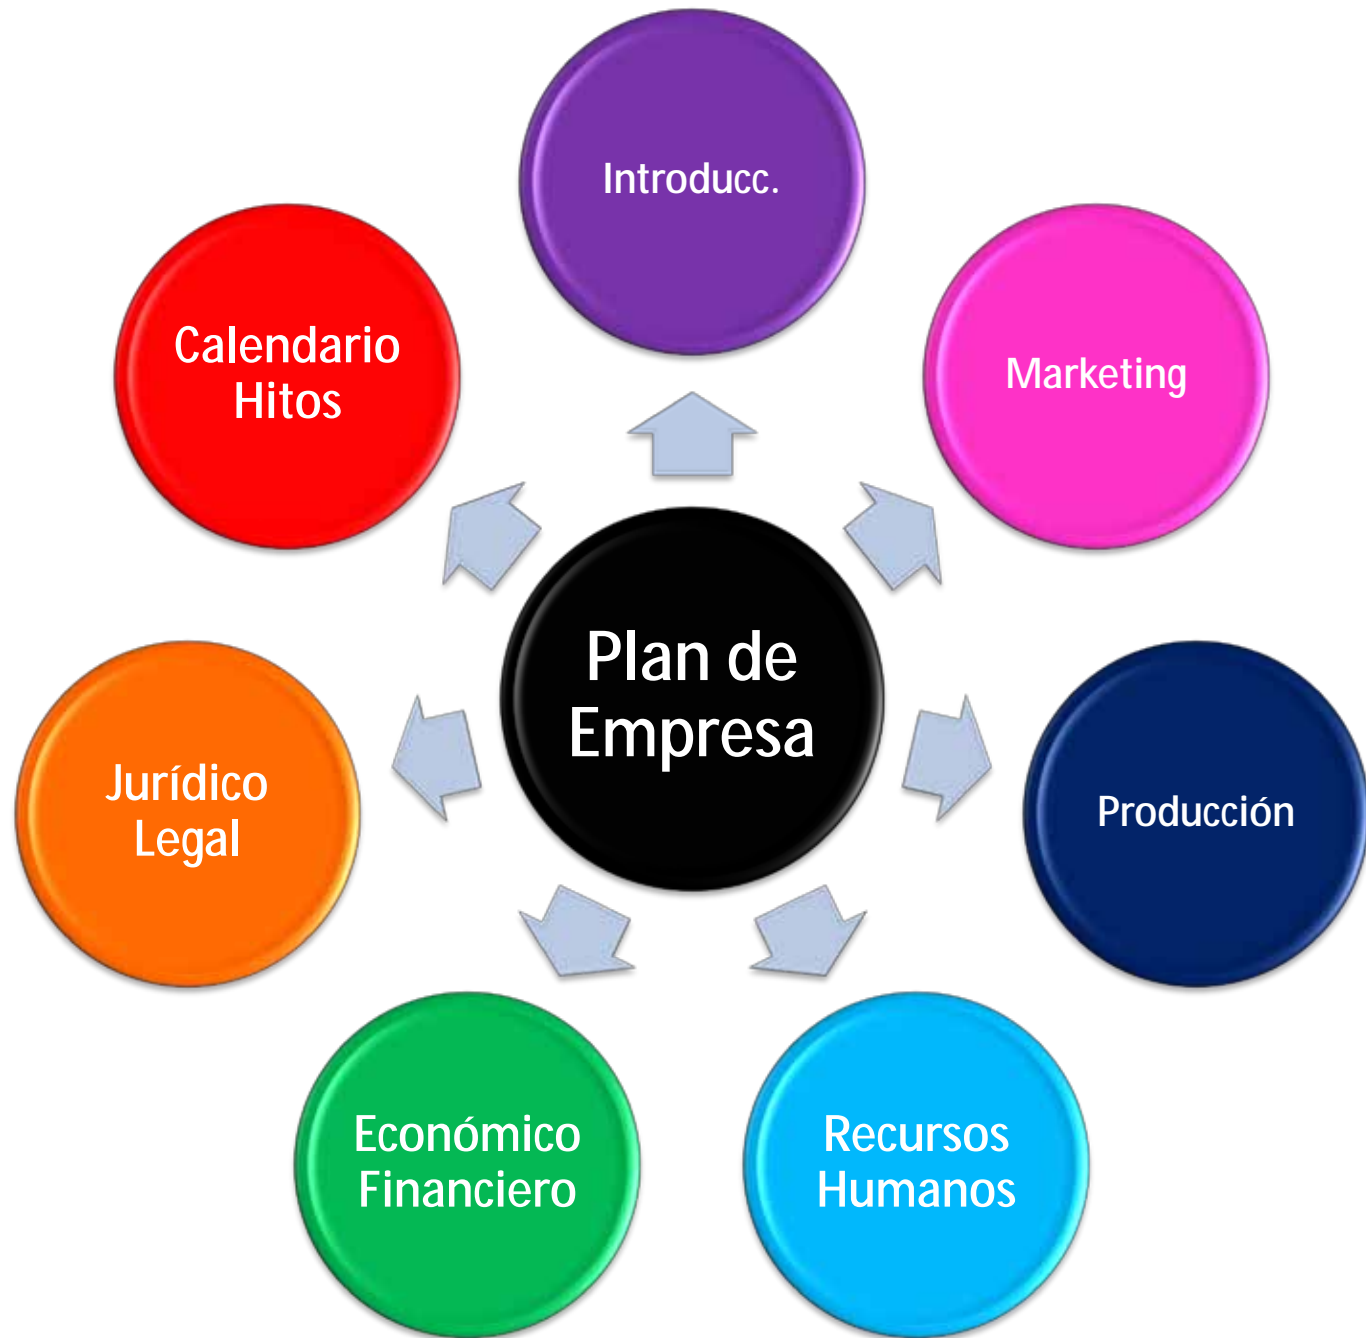 Introducc.
Marketing
Producción
Recursos
Humanos
Económico
Financiero
Jurídico
Legal
Calendario
Hitos
Plan de
Empresa